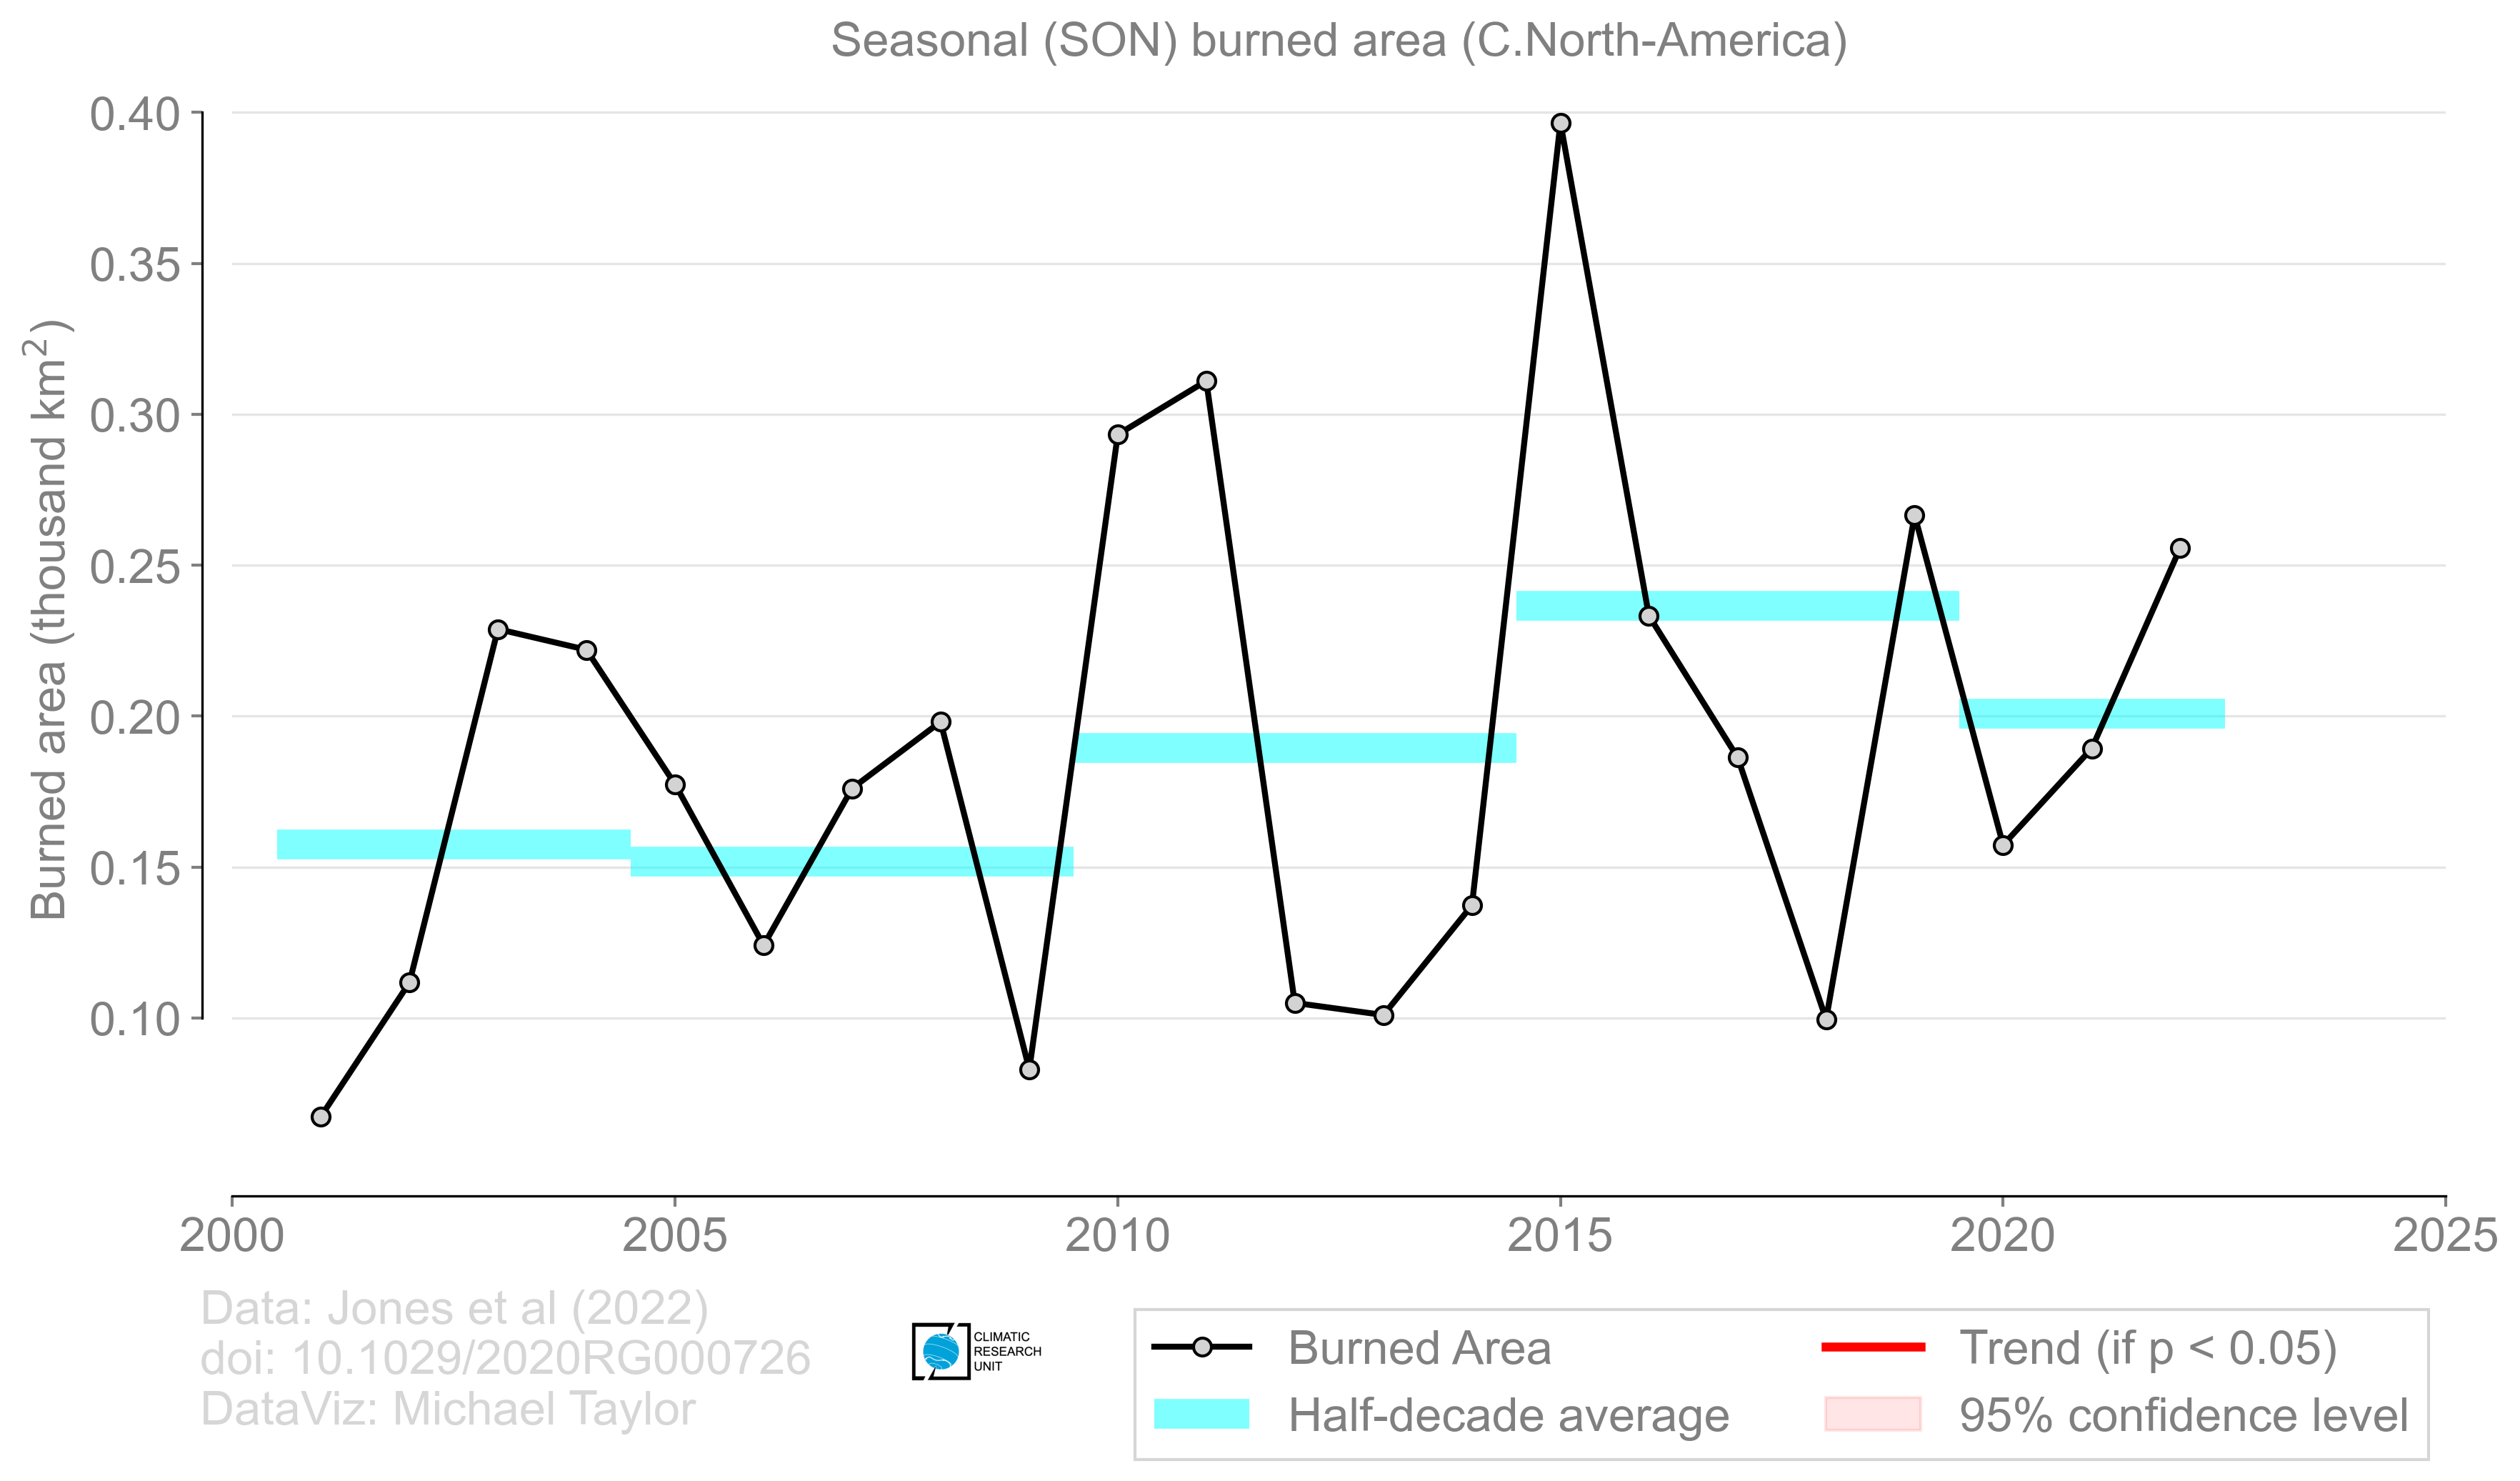 Seasonal (SON) burned area (C.North-America)
Burned area (thousand km²)
0.40
0.35
0.30
0.25
0.20
0.15
0.10
2000 2005 2010 2015 2020 2025
Data: Jones et al (2022)
doi: 10.1029/2020RG000726
DataViz: Michael Taylor
CLIMATIC
RESEARCH
UNIT
Burned Area
Half-decade average
Trend (if p < 0.05)
95% confidence level